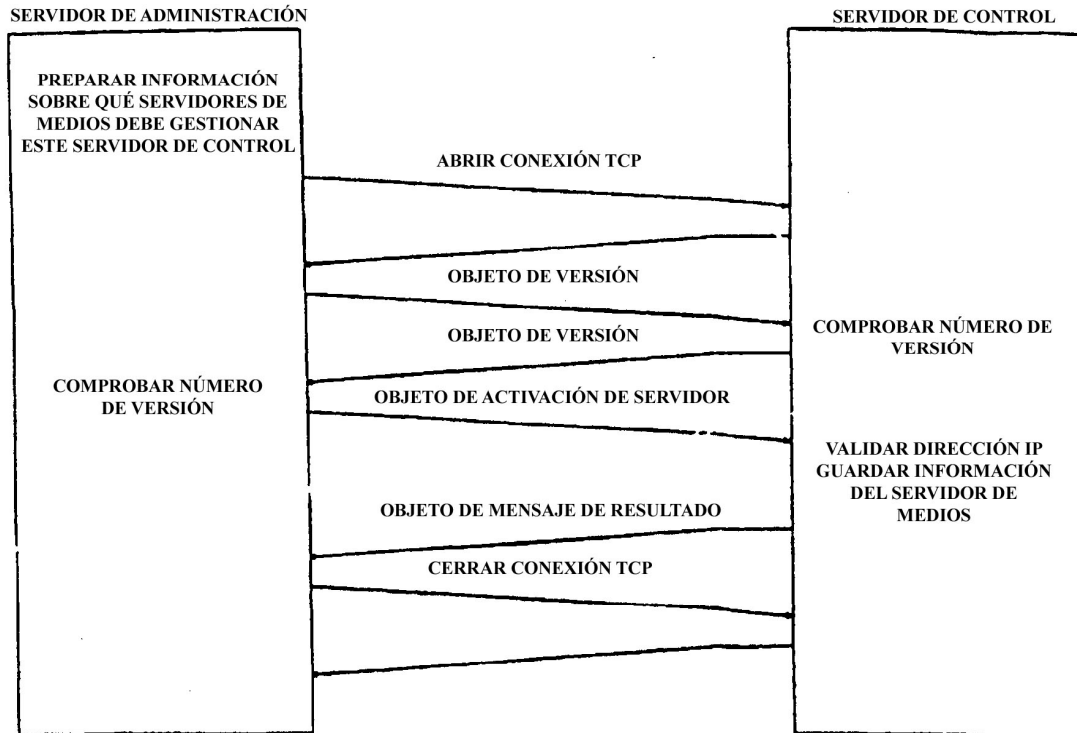 SERVIDOR DE ADMINISTRACIÓN
SERVIDOR DE CONTROL
PREPARAR INFORMACIÓN
SOBRE QUÉ SERVIDORES DE
MEDIOS DEBE GESTIONAR
ESTE SERVIDOR DE CONTROL
ABRIR CONEXIÓN TCP
OBJETO DE VERSIÓN
OBJETO DE VERSIÓN
COMPROBAR NÚMERO DE
VERSIÓN
COMPROBAR NÚMERO
DE VERSIÓN
OBJETO DE ACTIVACIÓN DE SERVIDOR
VALIDAR DIRECCIÓN IP
GUARDAR INFORMACIÓN
DEL SERVIDOR DE
MEDIOS
OBJETO DE MENSAJE DE RESULTADO
CERRAR CONEXIÓN TCP